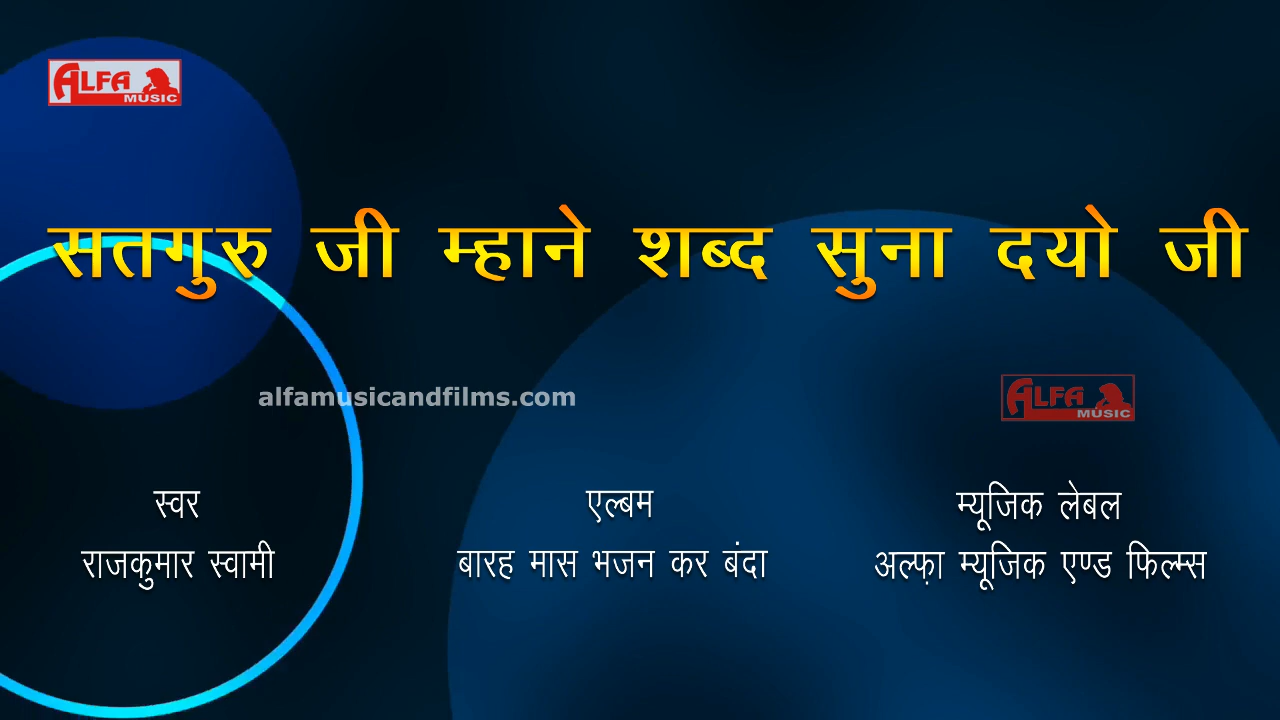 ALFA
MUSIC
सतगुरु जी म्हाने शब्द सुना दयो जी
alfamusicandfilms.com
ALFA
MUSIC
स्वर
राजकुमार स्वामी
एल्बम
बारह मास भजन कर बंदा
म्यूजिक लेबल
अल्फ़ा म्यूजिक एण्ड फिल्म्स